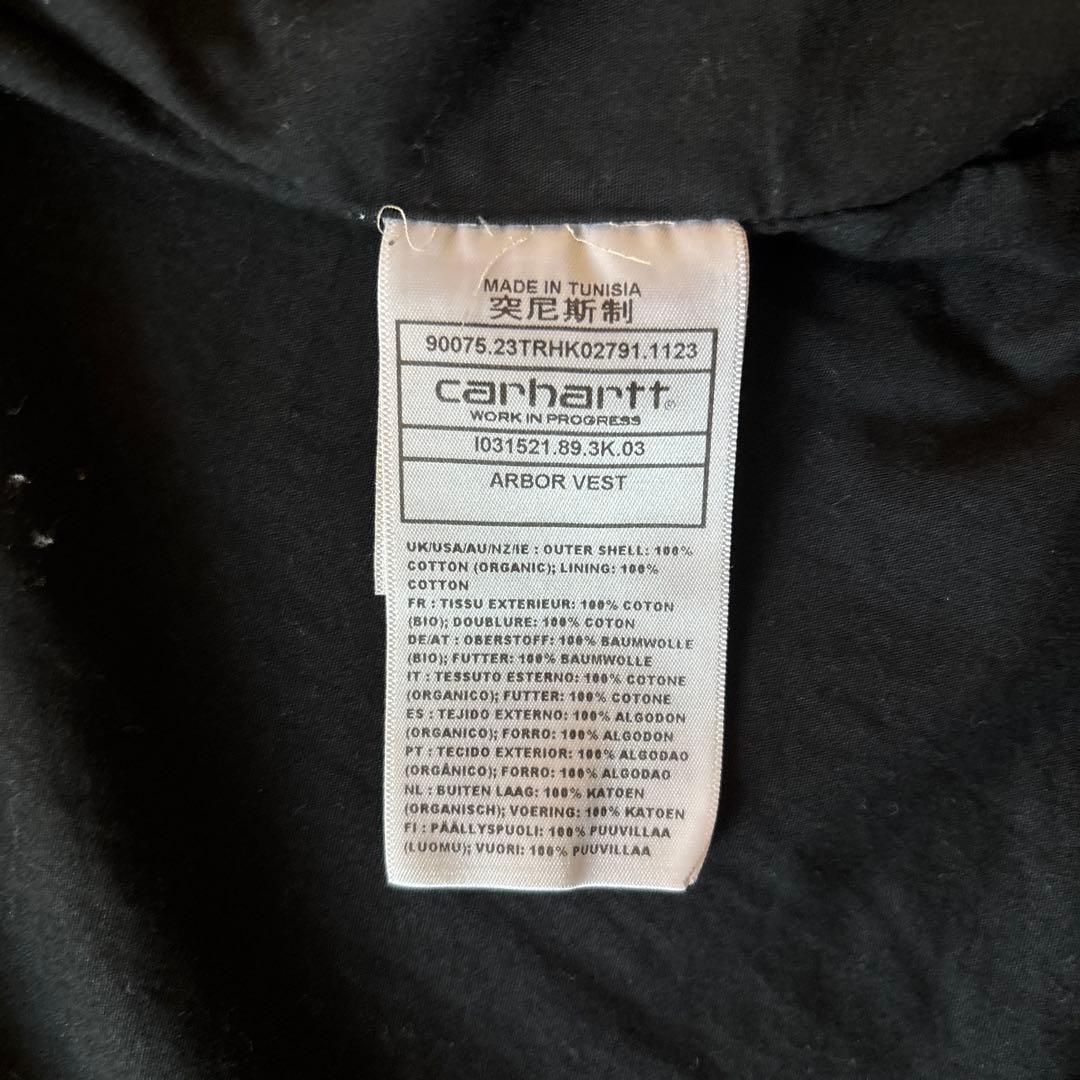 MADE IN TUNISIA
突尼斯制
90075.23TRHK02791.1123
carhartt®
WORK IN PROGRESS
I031521.89.3K.03
ARBOR VEST
UK/USA/AU/NZ/IE : OUTER SHELL: 100%
COTTON (ORGANIC); LINING: 100%
COTTON
FR : TISSU EXTERIEUR: 100% COTON
(BIO); DOUBLURE: 100% COTON
DE/AT : OBERSTOFF: 100% BAUMWOLLE
(BIO); FUTTER: 100% BAUMWOLLE
IT : TESSUTO ESTERNO: 100% COTONE
(ORGANICO); FUTTER: 100% COTONE
ES : TEJIDO EXTERNO: 100% ALGODON
(ORGANICO); FORRO: 100% ALGODON
PT : TECIDO EXTERIOR: 100% ALGODAO
(ORGÂNICO); FORRO: 100% ALGODAO
NL : BUITEN LAAG: 100% KATOEN
(ORGANISCH); VOERING: 100% KATOEN
FI : PÄÄLLYSPUOLI: 100% PUUVILLAA
(LUOMU); VUORI: 100% PUUVILLAA